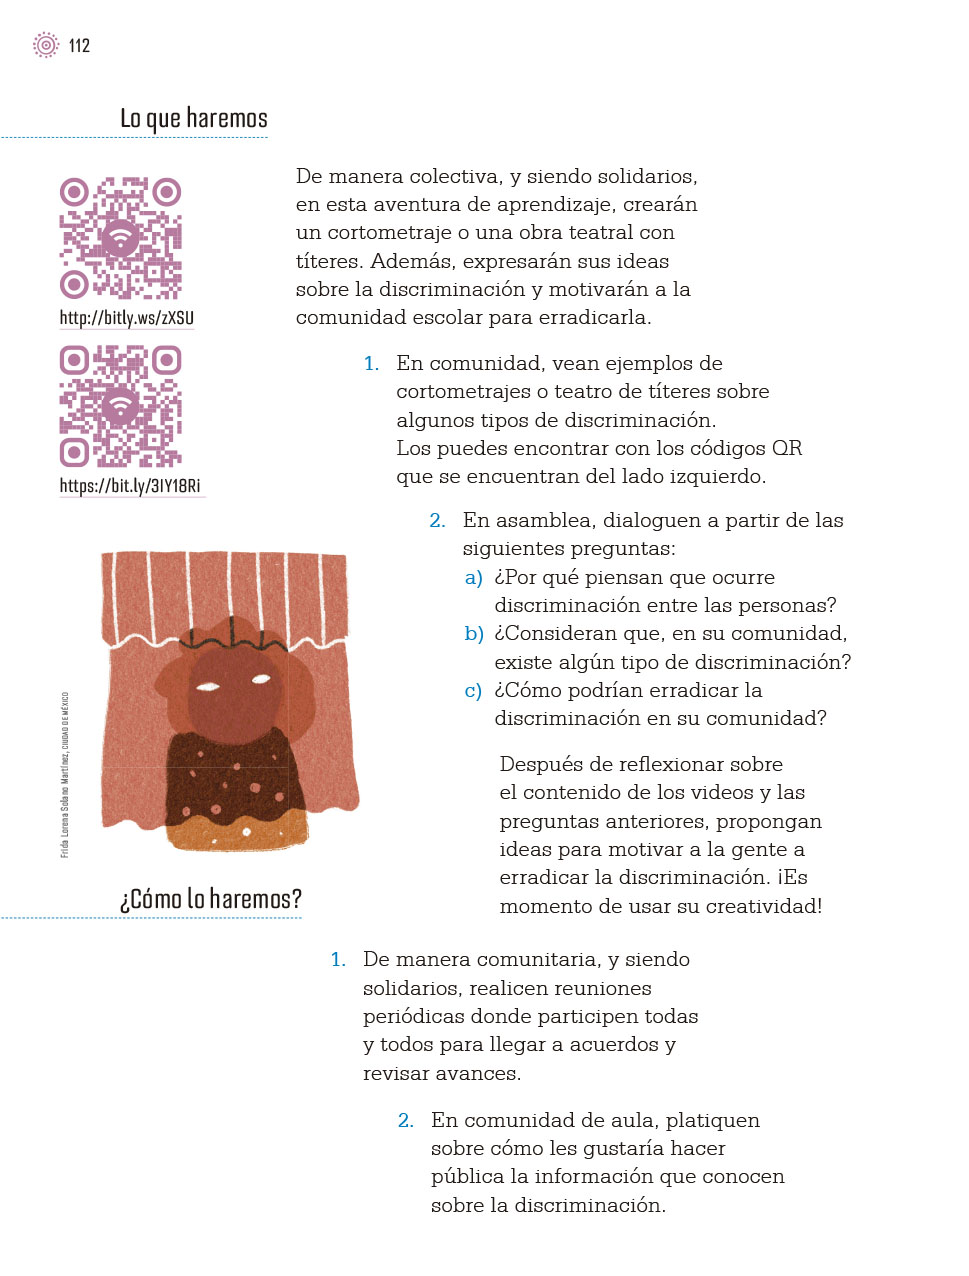 112
Lo que haremos
http://bitly.ws/zXSU
https://bit.ly/3IY18Ri
De manera colectiva, y siendo solidarios,
en esta aventura de aprendizaje, crearán
un cortometraje o una obra teatral con
títeres. Además, expresarán sus ideas
sobre la discriminación y motivarán a la
comunidad escolar para erradicarla.
1. En comunidad, vean ejemplos de
cortometrajes o teatro de títeres sobre
algunos tipos de discriminación.
Los puedes encontrar con los códigos QR
que se encuentran del lado izquierdo.
2. En asamblea, dialoguen a partir de las
siguientes preguntas:
a) ¿Por qué piensan que ocurre
discriminación entre las personas?
b) ¿Consideran que, en su comunidad,
existe algún tipo de discriminación?
c) ¿Cómo podrían erradicar la
discriminación en su comunidad?
Después de reflexionar sobre
el contenido de los videos y las
preguntas anteriores, propongan
ideas para motivar a la gente a
erradicar la discriminación. ¡Es
momento de usar su creatividad!
Frida Lorena Solano Martínez, CIUDAD DE MÉXICO
¿Cómo lo haremos?
1. De manera comunitaria, y siendo
solidarios, realicen reuniones
periódicas donde participen todas
y todos para llegar a acuerdos y
revisar avances.
2. En comunidad de aula, platiquen
sobre cómo les gustaría hacer
pública la información que conocen
sobre la discriminación.